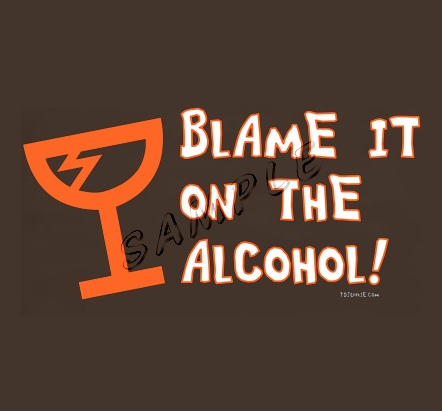 BLAME IT
ON THE
ALCOHOL!
SAMPLE